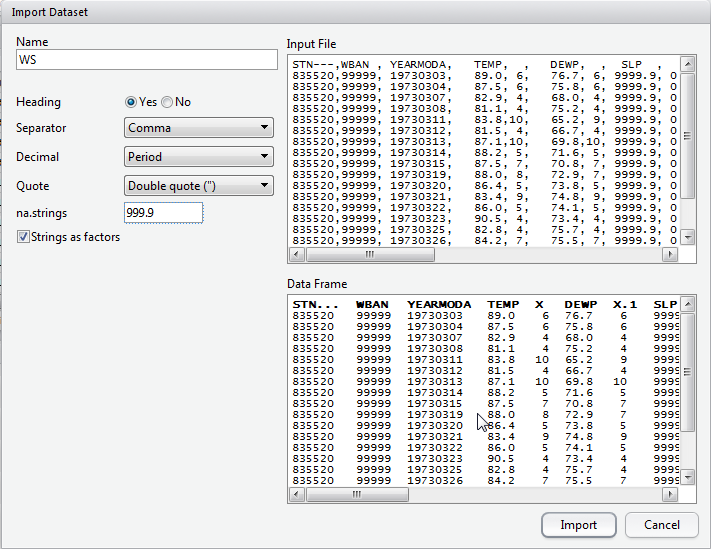 Import Dataset
Name
WS
Heading
Yes No
Separator Comma
Decimal Period
Quote Double quote (")
na.strings 999.9
Strings as factors
Input File
STN---,WBAN , YEARMODA,   TEMP, ,   DEWP, ,   SLP  ,
835520,99999, 19730303,   89.0, 6,   76.7, 6, 9999.9, 0
835520,99999, 19730304,   87.5, 6,   75.8, 6, 9999.9, 0
835520,99999, 19730307,   82.9, 4,   68.0, 4, 9999.9, 0
835520,99999, 19730308,   81.1, 4,   75.2, 4, 9999.9, 0
835520,99999, 19730311,   83.8,10,   65.2, 9, 9999.9, 0
835520,99999, 19730312,   81.5, 4,   66.7, 4, 9999.9, 0
835520,99999, 19730313,   87.1,10,   69.8,10, 9999.9, 0
835520,99999, 19730314,   88.2, 5,   71.6, 5, 9999.9, 0
835520,99999, 19730315,   87.5, 7,   70.8, 7, 9999.9, 0
835520,99999, 19730319,   88.0, 8,   72.9, 7, 9999.9, 0
835520,99999, 19730320,   86.4, 5,   73.8, 5, 9999.9, 0
835520,99999, 19730321,   83.4, 9,   74.8, 9, 9999.9, 0
835520,99999, 19730322,   86.0, 5,   74.1, 5, 9999.9, 0
835520,99999, 19730323,   90.5, 4,   73.4, 4, 9999.9, 0
835520,99999, 19730325,   82.8, 4,   75.7, 4, 9999.9, 0
835520,99999, 19730326,   84.2, 7,   75.5, 7, 9999.9, 0
Data Frame
STN... WBAN YEARMODA TEMP X DEWP X.1 SLP
835520 99999 19730303 89.0 6 76.7 6 9999
835520 99999 19730304 87.5 6 75.8 6 9999
835520 99999 19730307 82.9 4 68.0 4 9999
835520 99999 19730308 81.1 4 75.2 4 9999
835520 99999 19730311 83.8 10 65.2 9 9999
835520 99999 19730312 81.5 4 66.7 4 9999
835520 99999 19730313 87.1 10 69.8 10 9999
835520 99999 19730314 88.2 5 71.6 5 9999
835520 99999 19730315 87.5 7 70.8 7 9999
835520 99999 19730319 88.0 8 72.9 7 9999
835520 99999 19730320 86.4 5 73.8 5 9999
835520 99999 19730321 83.4 9 74.8 9 9999
835520 99999 19730322 86.0 5 74.1 5 9999
835520 99999 19730323 90.5 4 73.4 4 9999
835520 99999 19730325 82.8 4 75.7 4 9999
835520 99999 19730326 84.2 7 75.5 7 9999
Import Cancel